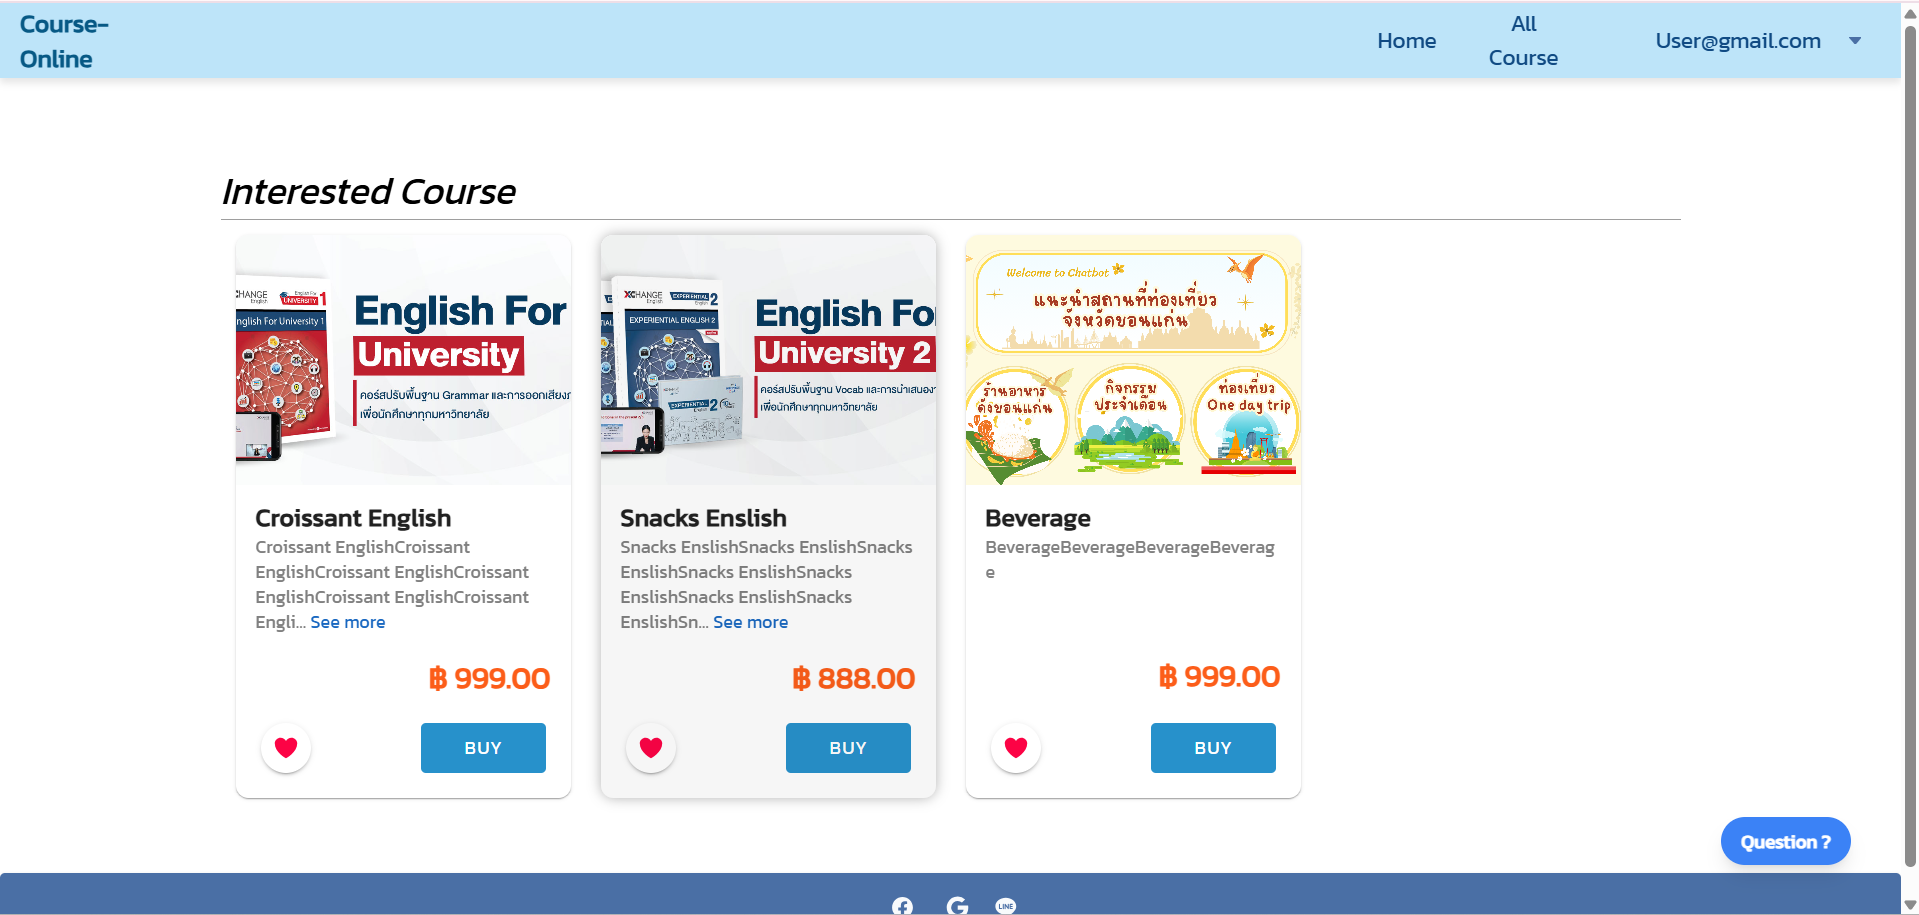 Course-
Online
Home
All
Course
User@gmail.com
Interested Course
CHANGE
English
English For
UNIVERSITY 1
nglish For University 1
English For
University
คอร์สปรับพื้นฐาน Grammar และการออกเสียง
เพื่อนักศึกษาทุกมหาวิทยาลัย
Croissant English
Croissant EnglishCroissant
EnglishCroissant EnglishCroissant
EnglishCroissant EnglishCroissant
Engli... See more
฿ 999.00
BUY
XCHANGE
English
EXPERIENTIAL 2
English
EXPERIENTIAL ENGLISH 2
EXPERIENTIAL 2
English Fo
University 2
คอร์สปรับพื้นฐาน Vocab และการนำเสนองา
เพื่อนักศึกษาทุกมหาวิทยาลัย
Snacks Enslish
Snacks EnslishSnacks EnslishSnacks
EnslishSnacks EnslishSnacks
EnslishSnacks EnslishSnacks
EnslishSn... See more
฿ 888.00
BUY
Welcome to Chatbot
แนะนำสถานที่ท่องเที่ยว
จังหวัดขอนแก่น
ร้านอาหาร
ดังขอนแก่น
กิจกรรม
ประจำเดือน
ท่องเที่ยว
One day trip
Beverage
BeverageBeverageBeverageBeverag
e
฿ 999.00
BUY
Question ?
LINE